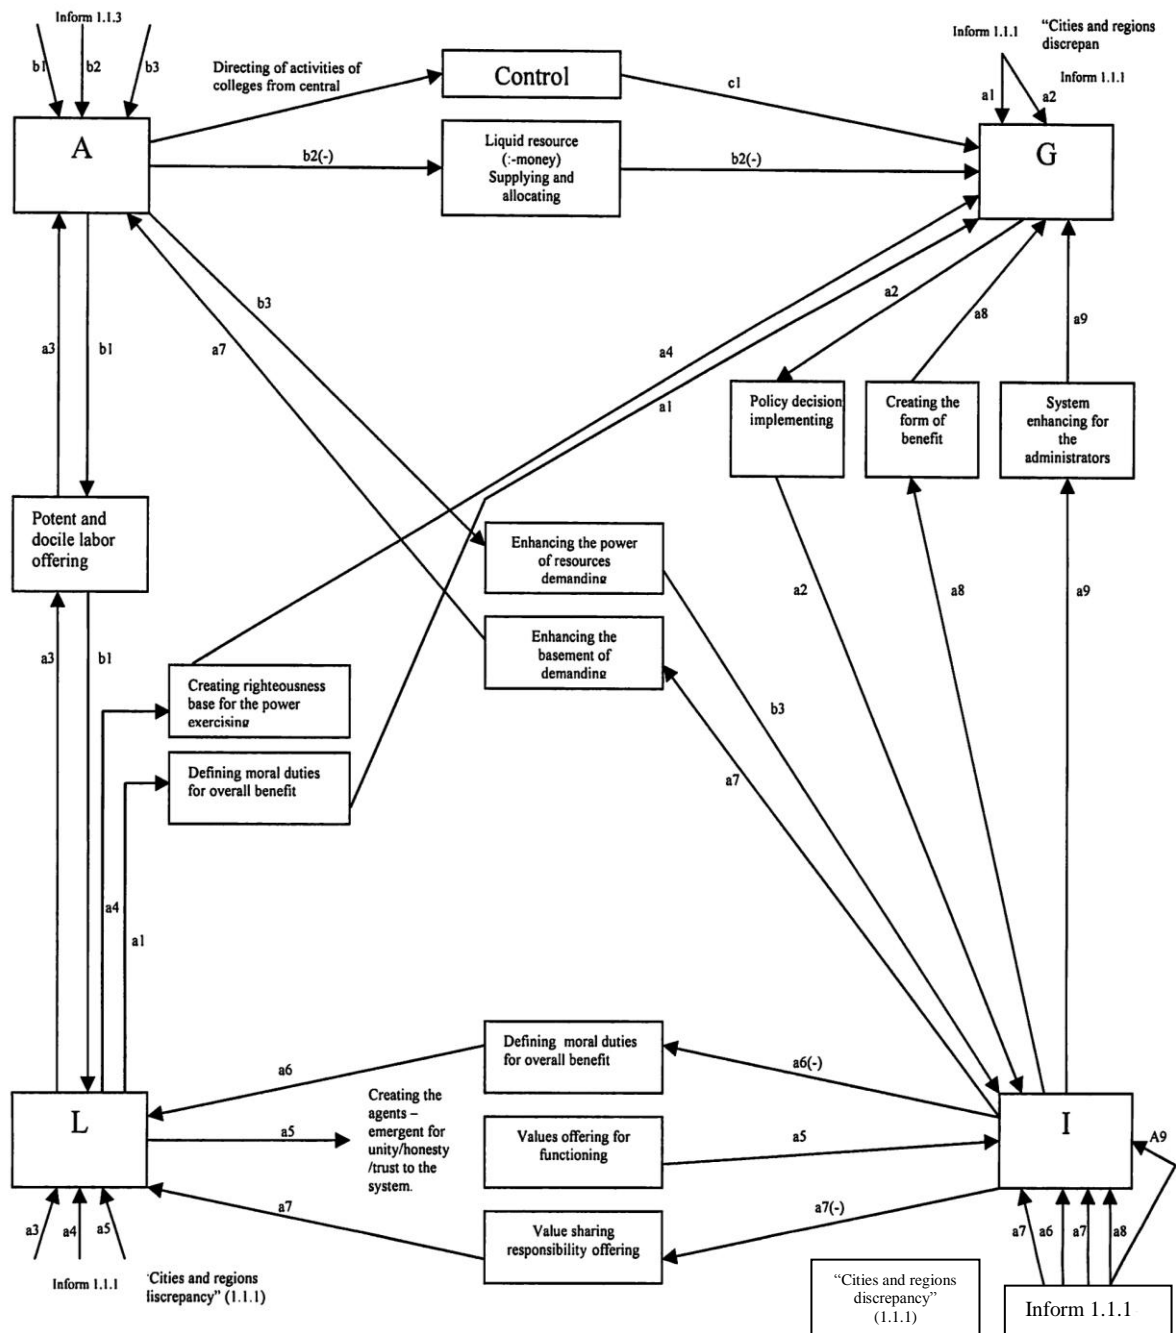 Inform 1.1.3
b1
b2
b3
A
Directing of activities of
colleges from central
Control
c1
Inform 1.1.1
“Cities and regions
discrepan
Inform 1.1.1
a1
a2
G
b2(-)
Liquid resource
(:-money)
Supplying and
allocating
b2(-)
a3
b1
b3
a7
a4
a1
a2
a8
a9
Policy decision
implementing
Creating the
form of
benefit
System
enhancing for
the
administrators
Potent and
docile labor
offering
Enhancing the power
of resources
demanding
Enhancing the
basement of
demanding
a2
a8
a9
a3
b1
Creating righteousness
base for the power
exercising
Defining moral duties
for overall benefit
b3
a7
a4
a1
Defining moral duties
for overall benefit
a6
a6(-)
L
a5
Creating the
agents –
emergent for
unity/honesty
/trust to the
system.
Values offering for
functioning
a5
I
A9
a7
Value sharing
responsibility offering
a7(-)
a3
a4
a5
a7
a6
a7
a8
Inform 1.1.1
'Cities and regions
liscrepancy” (1.1.1)
“Cities and regions
discrepancy”
(1.1.1)
Inform 1.1.1